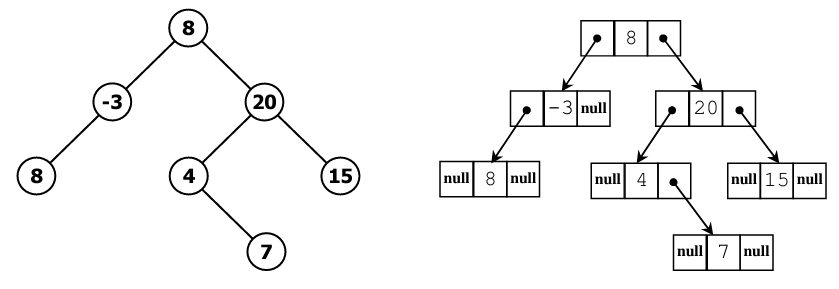 8
-3 20
8 4 15
7
8
-3 null
20
null 8 null
null 4
null 15 null
null 7 null